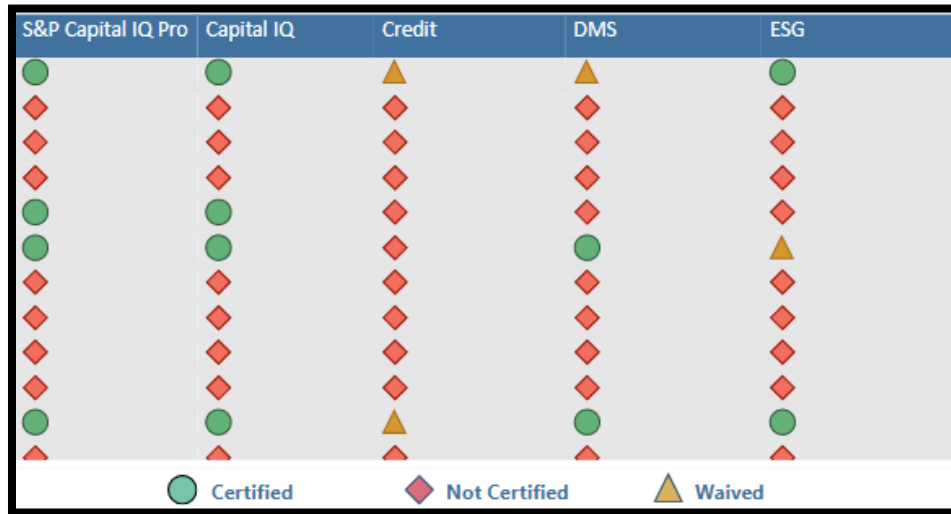 S&P Capital IQ Pro Capital IQ Credit DMS ESG
Certified Not Certified Waived